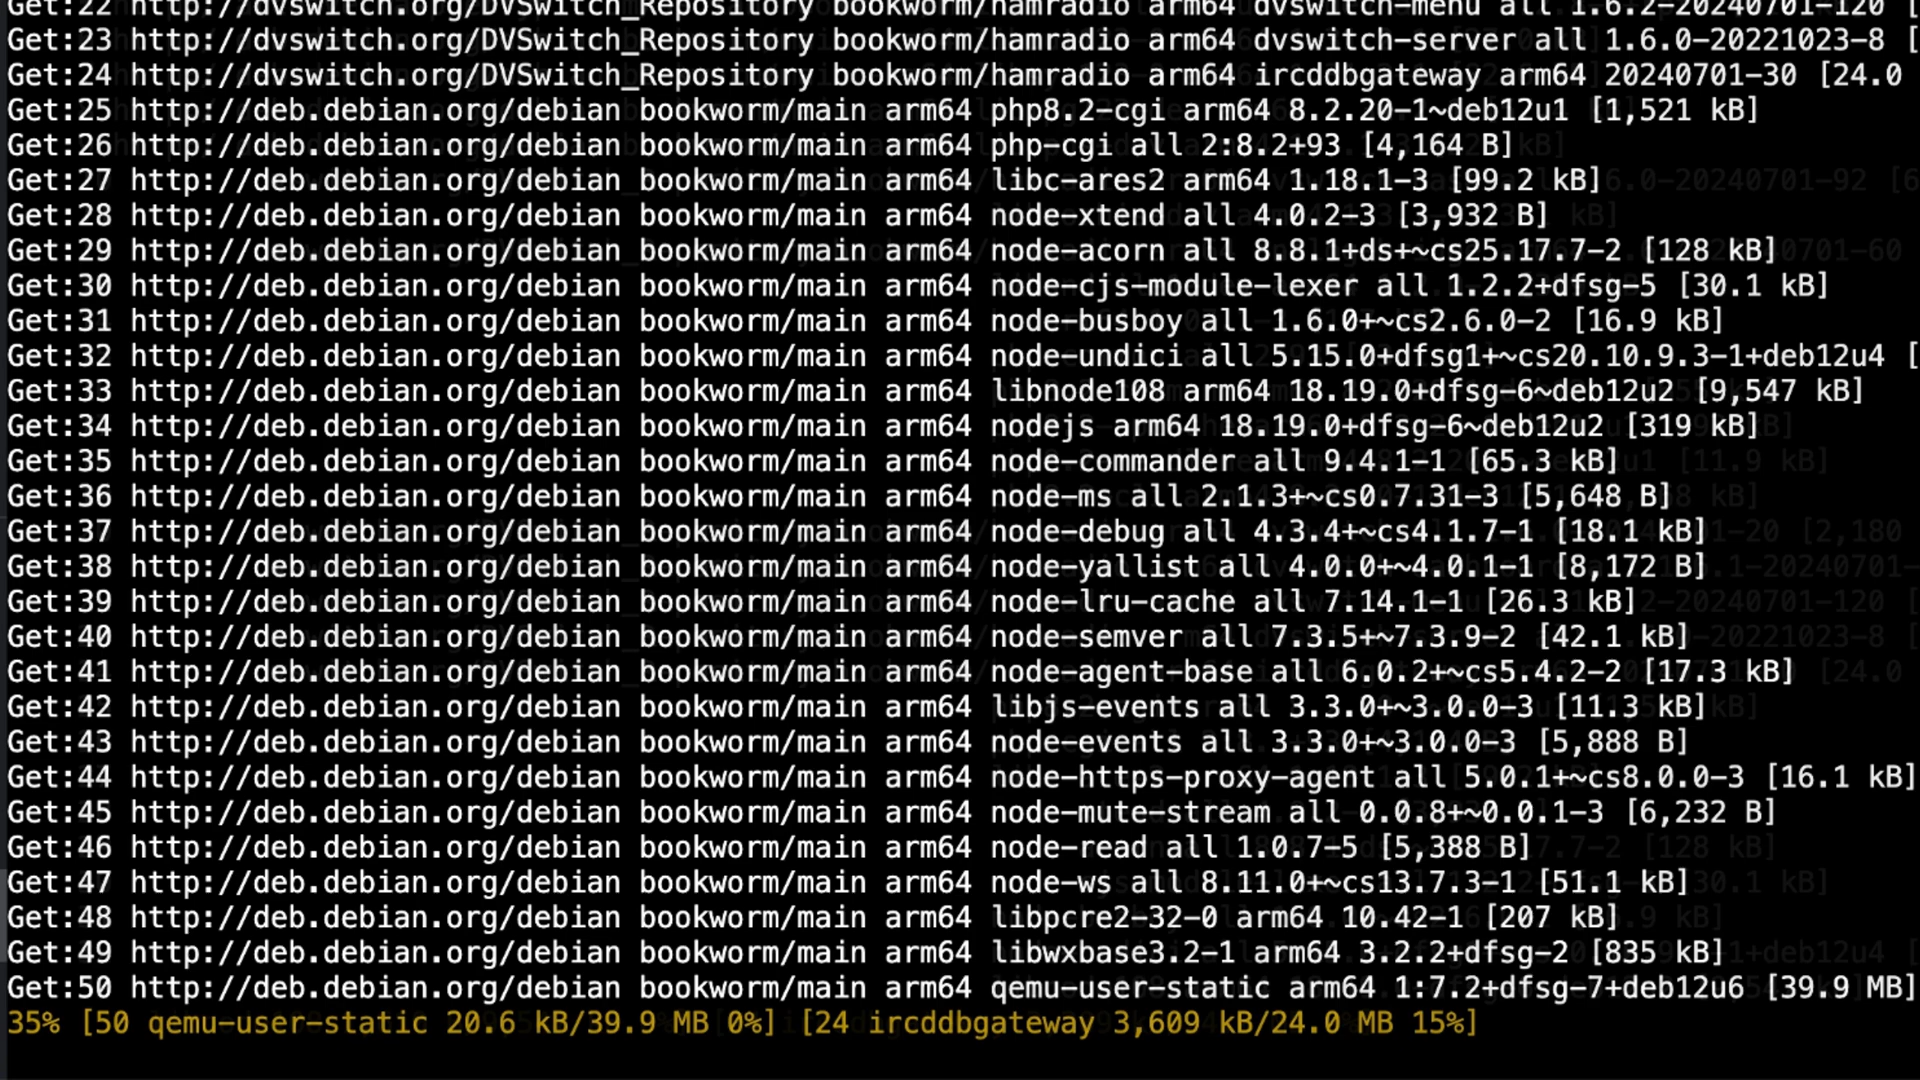 Get:22 http://dvswitch.org/DVSwitch_Repository bookworm/hamradio arm64 dvswitch-menu all 1.6.2-20240701-120 [
Get:23 http://dvswitch.org/DVSwitch_Repository bookworm/hamradio arm64 dvswitch-server all 1.6.0-20221023-8 [
Get:24 http://dvswitch.org/DVSwitch_Repository bookworm/hamradio arm64 ircddbgateway arm64 20240701-30 [24.0
Get:25 http://deb.debian.org/debian bookworm/main arm64 php8.2-cgi arm64 8.2.20-1~deb12u1 [1,521 kB]
Get:26 http://deb.debian.org/debian bookworm/main arm64 php-cgi all 2:8.2+93 [4,164 B]
Get:27 http://deb.debian.org/debian bookworm/main arm64 libc-ares2 arm64 1.18.1-3 [99.2 kB]
Get:28 http://deb.debian.org/debian bookworm/main arm64 node-xtend all 4.0.2-3 [3,932 B]
Get:29 http://deb.debian.org/debian bookworm/main arm64 node-acorn all 8.8.1+ds+~cs25.17.7-2 [128 kB]
Get:30 http://deb.debian.org/debian bookworm/main arm64 node-cjs-module-lexer all 1.2.2+dfsg-5 [30.1 kB]
Get:31 http://deb.debian.org/debian bookworm/main arm64 node-busboy all 1.6.0+~cs2.6.0-2 [16.9 kB]
Get:32 http://deb.debian.org/debian bookworm/main arm64 node-undici all 5.15.0+dfsg1+~cs20.10.9.3-1+deb12u4 [
Get:33 http://deb.debian.org/debian bookworm/main arm64 libnode108 arm64 18.19.0+dfsg-6~deb12u2 [9,547 kB]
Get:34 http://deb.debian.org/debian bookworm/main arm64 nodejs arm64 18.19.0+dfsg-6~deb12u2 [319 kB]
Get:35 http://deb.debian.org/debian bookworm/main arm64 node-commander all 9.4.1-1 [65.3 kB]
Get:36 http://deb.debian.org/debian bookworm/main arm64 node-ms all 2.1.3+~cs0.7.31-3 [5,648 B]
Get:37 http://deb.debian.org/debian bookworm/main arm64 node-debug all 4.3.4+~cs4.1.7-1 [18.1 kB]
Get:38 http://deb.debian.org/debian bookworm/main arm64 node-yallist all 4.0.0+~4.0.1-1 [8,172 B]
Get:39 http://deb.debian.org/debian bookworm/main arm64 node-lru-cache all 7.14.1-1 [26.3 kB]
Get:40 http://deb.debian.org/debian bookworm/main arm64 node-semver all 7.3.5+~7.3.9-2 [42.1 kB]
Get:41 http://deb.debian.org/debian bookworm/main arm64 node-agent-base all 6.0.2+~cs5.4.2-2 [17.3 kB]
Get:42 http://deb.debian.org/debian bookworm/main arm64 libjs-events all 3.3.0+~3.0.0-3 [11.3 kB]
Get:43 http://deb.debian.org/debian bookworm/main arm64 node-events all 3.3.0+~3.0.0-3 [5,888 B]
Get:44 http://deb.debian.org/debian bookworm/main arm64 node-https-proxy-agent all 5.0.1+~cs8.0.0-3 [16.1 kB]
Get:45 http://deb.debian.org/debian bookworm/main arm64 node-mute-stream all 0.0.8+~0.0.1-3 [6,232 B]
Get:46 http://deb.debian.org/debian bookworm/main arm64 node-read all 1.0.7-5 [5,388 B]
Get:47 http://deb.debian.org/debian bookworm/main arm64 node-ws all 8.11.0+~cs13.7.3-1 [51.1 kB]
Get:48 http://deb.debian.org/debian bookworm/main arm64 libpcre2-32-0 arm64 10.42-1 [207 kB]
Get:49 http://deb.debian.org/debian bookworm/main arm64 libwxbase3.2-1 arm64 3.2.2+dfsg-2 [835 kB]
Get:50 http://deb.debian.org/debian bookworm/main arm64 qemu-user-static arm64 1:7.2+dfsg-7+deb12u6 [39.9 MB]
35% [50 qemu-user-static 20.6 kB/39.9 MB 0%] [24 ircddbgateway 3,609 kB/24.0 MB 15%]